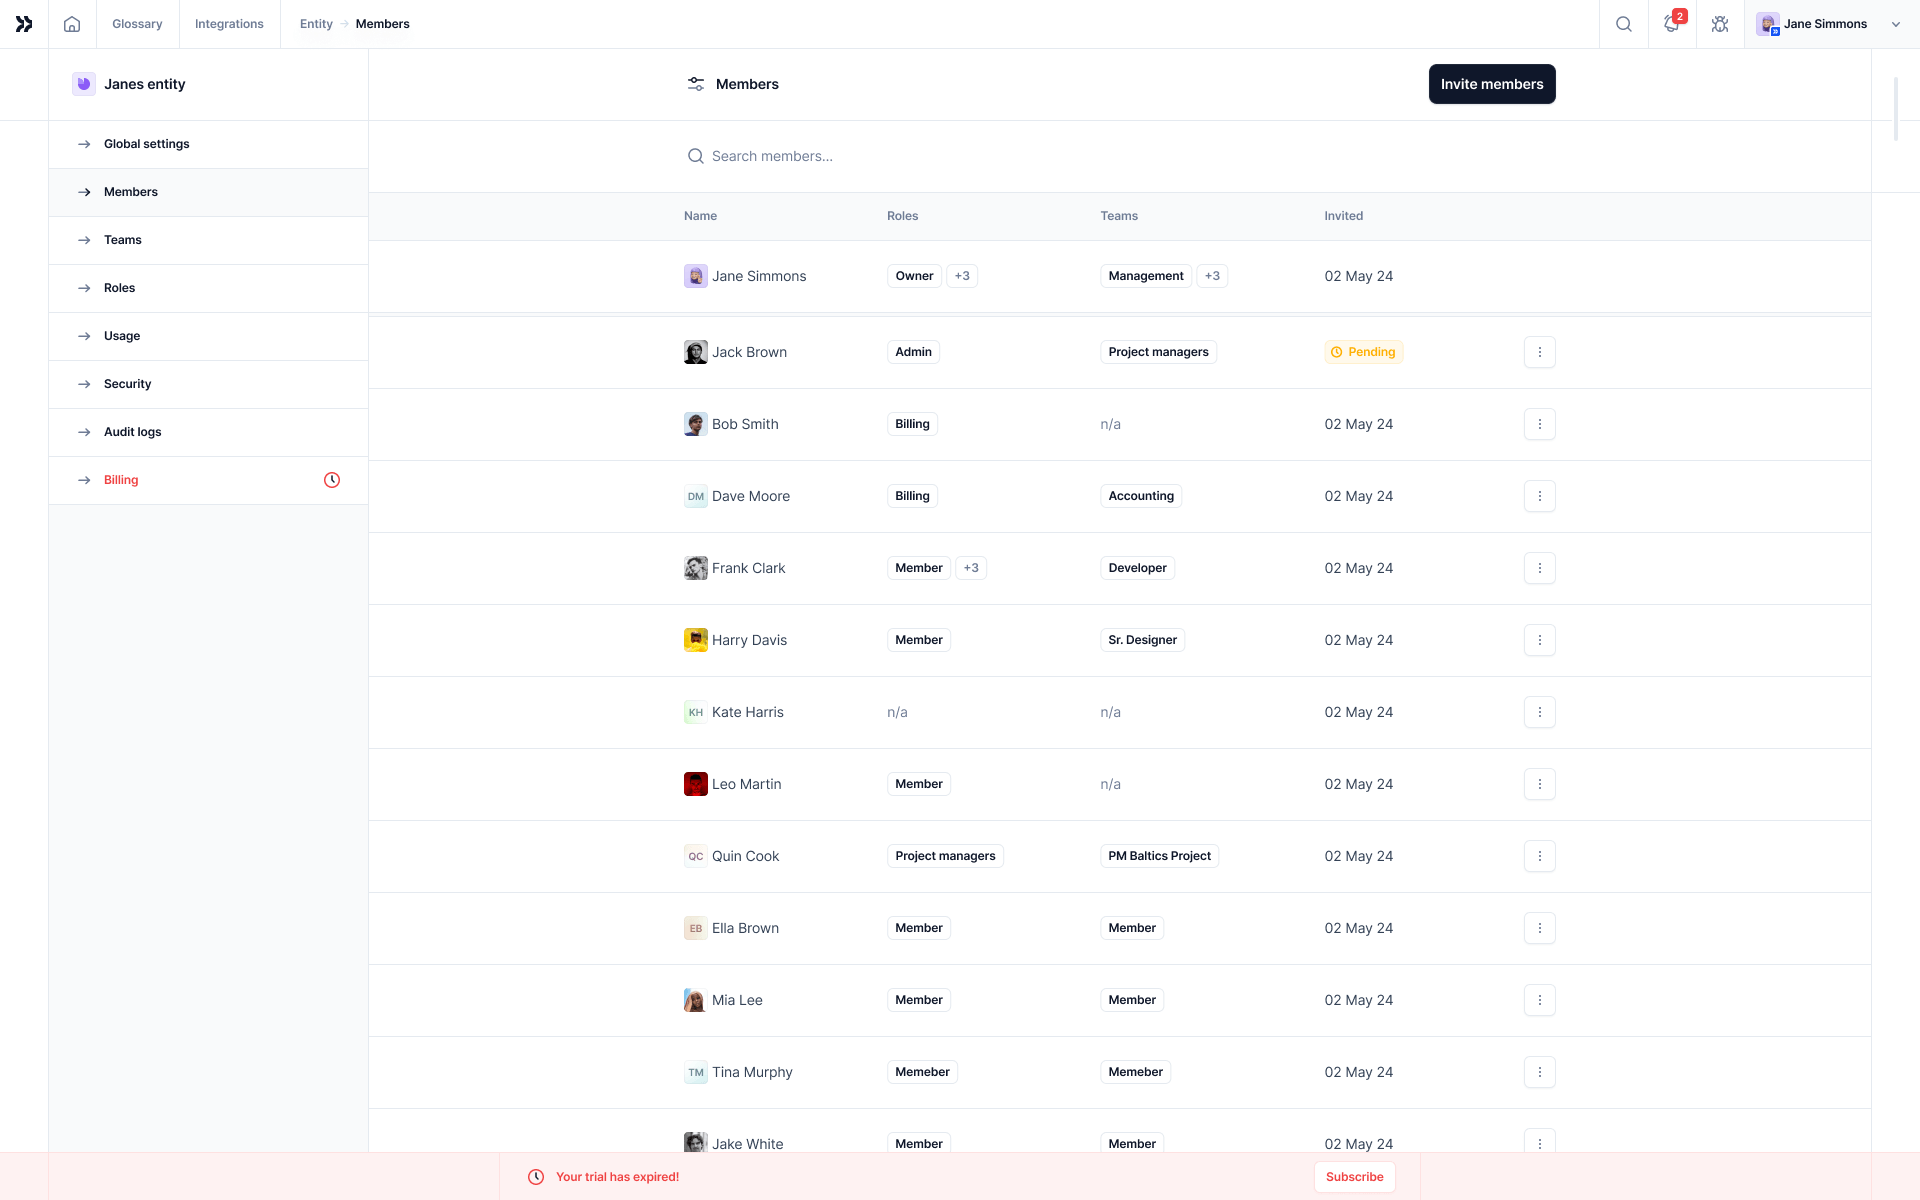 Glossary
Integrations
Entity
Members
2
Jane Simmons
Janes entity
Global settings
Members
Teams
Roles
Usage
Security
Audit logs
Billing
Members
Invite members
Search members...
Name Roles Teams Invited
Jane Simmons Owner +3 Management +3 02 May 24
Jack Brown Admin Project managers Pending
Bob Smith Billing n/a 02 May 24
DM Dave Moore Billing Accounting 02 May 24
Frank Clark Member +3 Developer 02 May 24
Harry Davis Member Sr. Designer 02 May 24
KH Kate Harris n/a n/a 02 May 24
Leo Martin Member n/a 02 May 24
QC Quin Cook Project managers PM Baltics Project 02 May 24
EB Ella Brown Member Member 02 May 24
Mia Lee Member Member 02 May 24
TM Tina Murphy Memeber Memeber 02 May 24
Jake White Member Member 02 May 24
Your trial has expired!
Subscribe